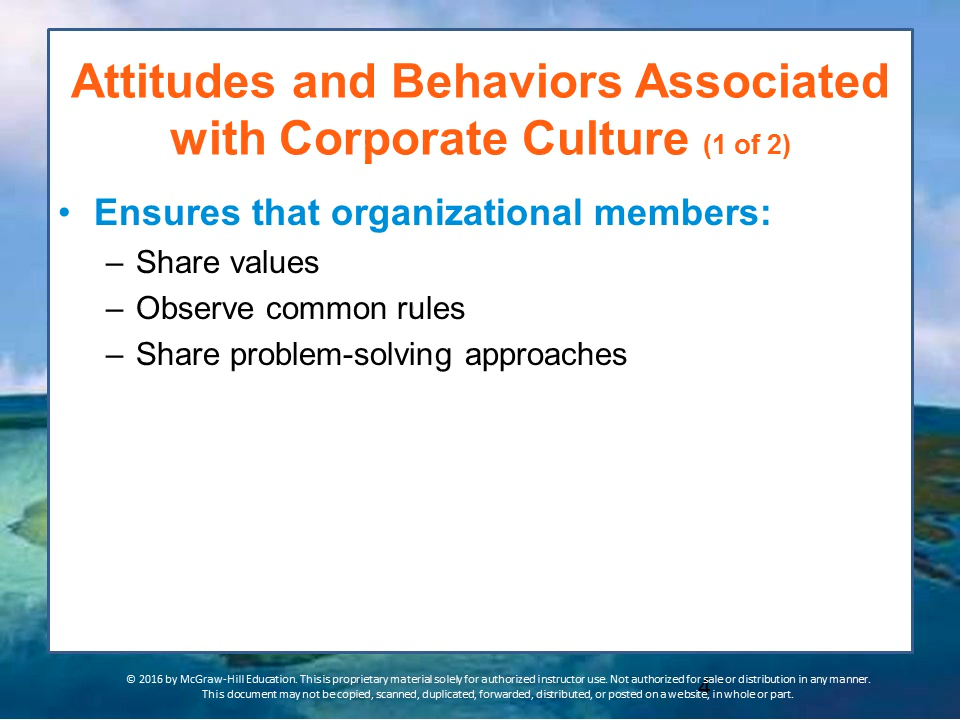 Attitudes and Behaviors Associated
with Corporate Culture (1 of 2)
• Ensures that organizational members:
– Share values
– Observe common rules
– Share problem-solving approaches
© 2016 by McGraw-Hill Education. This is proprietary material solely for authorized instructor use. Not authorized for sale or distribution in any manner.
This document may not be copied, scanned, duplicated, forwarded, distributed, or posted on a website, in whole or part.
4